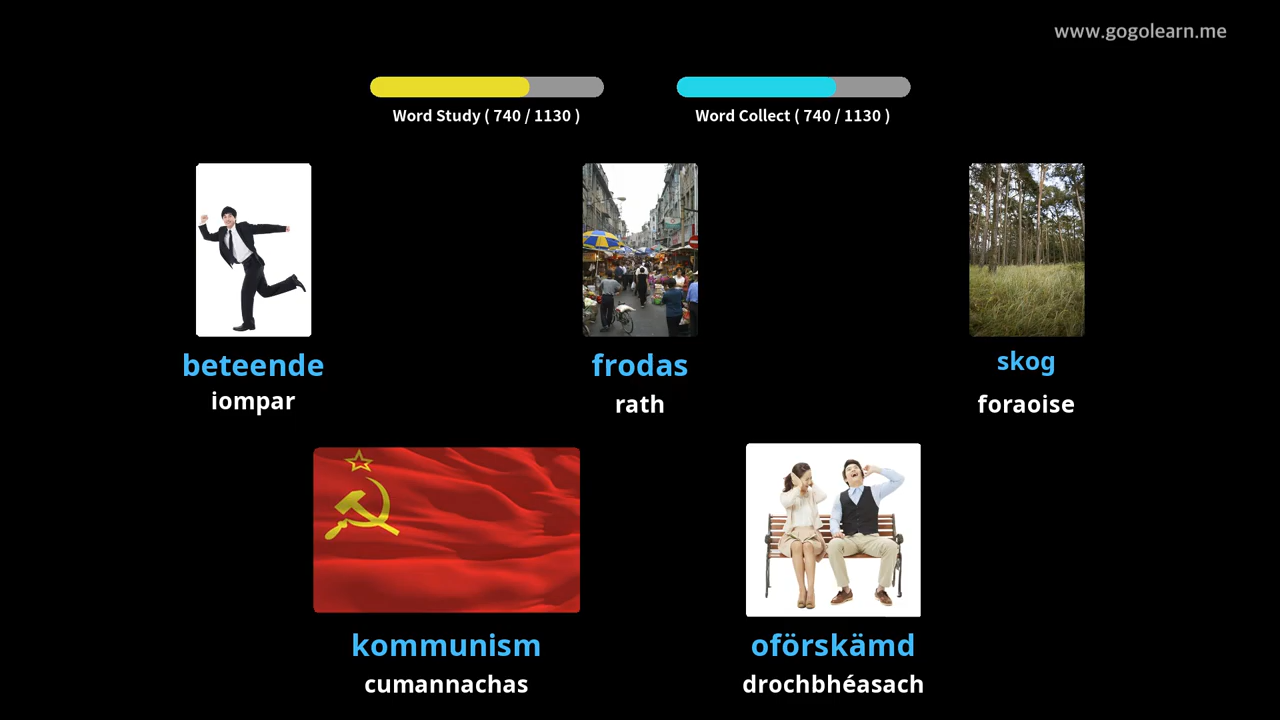 www.gogolearn.me
Word Study ( 740 / 1130 )
Word Collect ( 740 / 1130 )
beteende
iompar
frodas
rath
skog
foraoise
kommunism
cumannachas
oförskämd
drochbhéasach